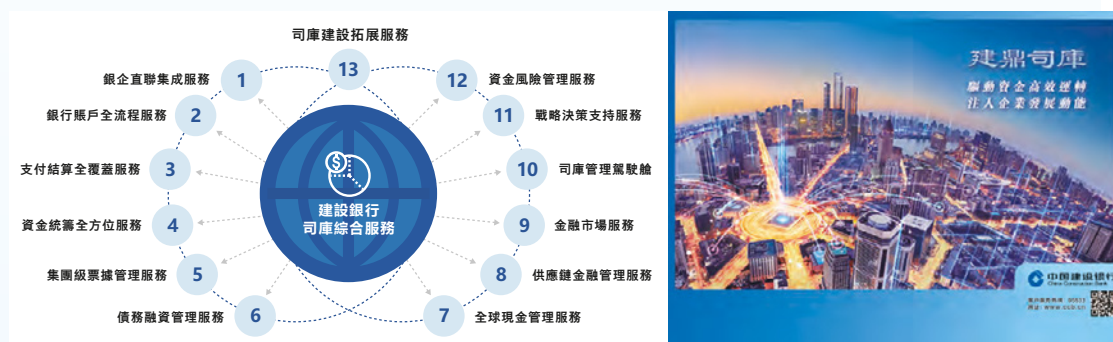 司庫建設拓展服務
13
銀企直聯集成服務
1
12
資金風險管理服務
銀行賬戶全流程服務
2
11
戰略決策支持服務
支付結算全覆蓋服務
3
10
司庫管理駕駛艙
$
建設銀行
司庫綜合服務
資金統籌全方位服務
4
9
金融市場服務
集團級票據管理服務
5
8
供應鏈金融管理服務
債務融資管理服務
6
7
全球現金管理服務
建鼎司庫
驅動資金高效運轉
注入企業發展動能
中国建设银行
China Construction Bank